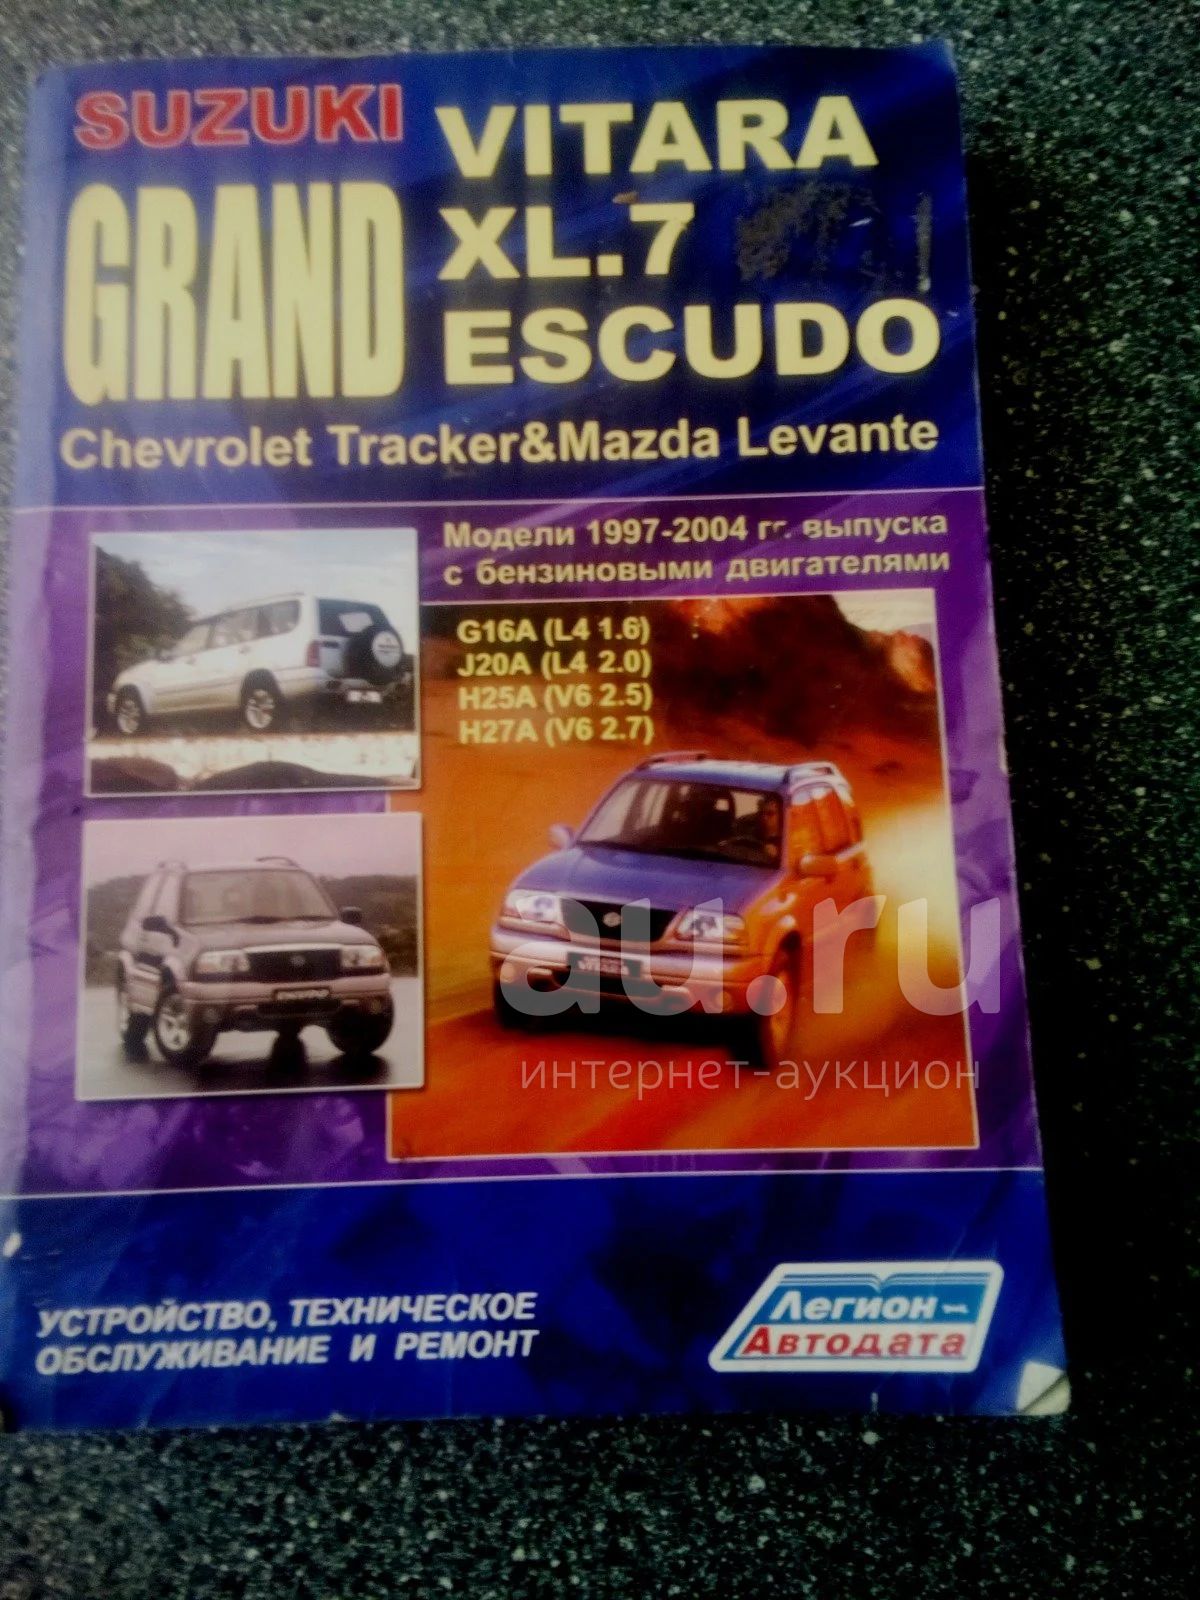 SUZUKI
GRAND
VITARA
XL.7
ESCUDO
Chevrolet Tracker&Mazda Levante
Модели 1997-2004 гг. выпуска
с бензиновыми двигателями
G16A (L4 1.6)
J20A (L4 2.0)
H25A (V6 2.5)
H27A (V6 2.7)
au.ru
интернет-аукцион
УСТРОЙСТВО, ТЕХНИЧЕСКОЕ
ОБСЛУЖИВАНИЕ И РЕМОНТ
Легион-
Автодата